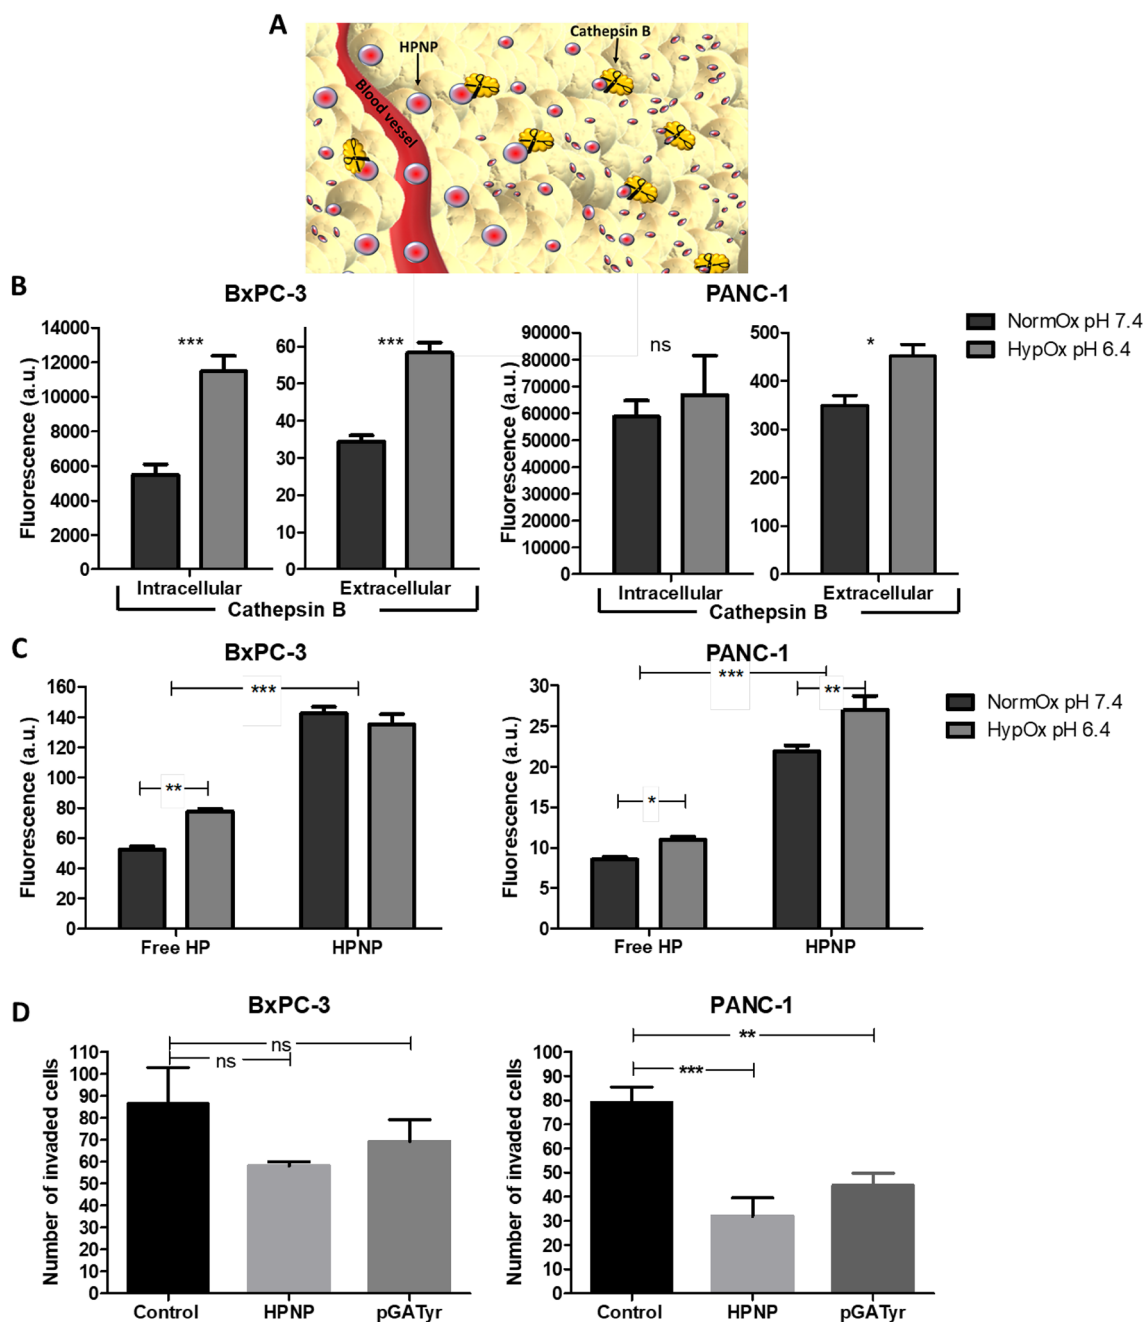 A
HPNP
Cathepsin B
Blood vessel
B
BxPC-3
PANC-1
14000
12000
10000
8000
6000
4000
2000
0
Fluorescence (a.u.)
***
Intracellular
60
40
20
0
***
Extracellular
Cathepsin B
90000
80000
70000
60000
50000
40000
30000
20000
10000
0
Fluorescence (a.u.)
ns
Intracellular
500
400
300
200
100
0
*
Extracellular
Cathepsin B
NormOx pH 7.4
HypOx pH 6.4
C
BxPC-3
160
140
120
100
80
60
40
20
0
Fluorescence (a.u.)
***
**
Free HP
HPNP
PANC-1
30
25
20
15
10
5
0
Fluorescence (a.u.)
***
**
*
Free HP
HPNP
NormOx pH 7.4
HypOx pH 6.4
D
BxPC-3
110
100
90
80
70
60
50
40
30
20
10
0
Number of invaded cells
ns
ns
Control
HPNP
pGATyr
PANC-1
100
90
80
70
60
50
40
30
20
10
0
Number of invaded cells
**
***
Control
HPNP
pGATyr